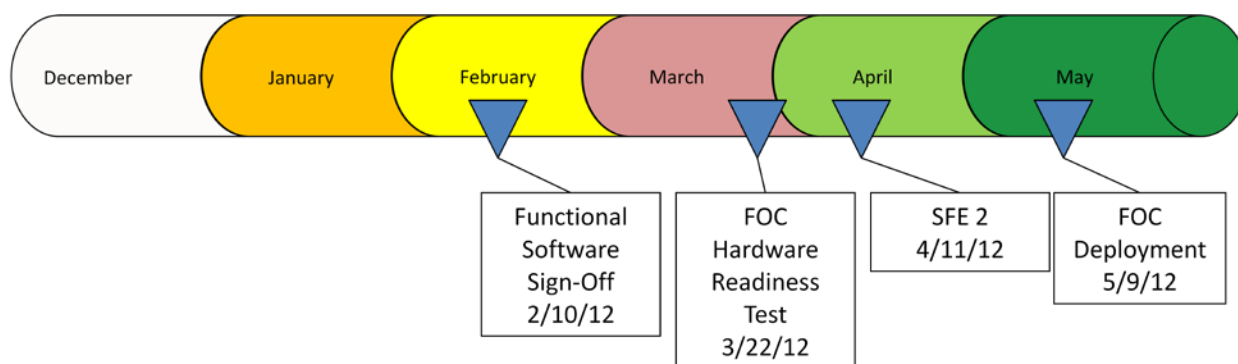 December
January
February
March
April
May
Functional
Software
Sign-Off
2/10/12
FOC
Hardware
Readiness
Test
3/22/12
SFE 2
4/11/12
FOC
Deployment
5/9/12